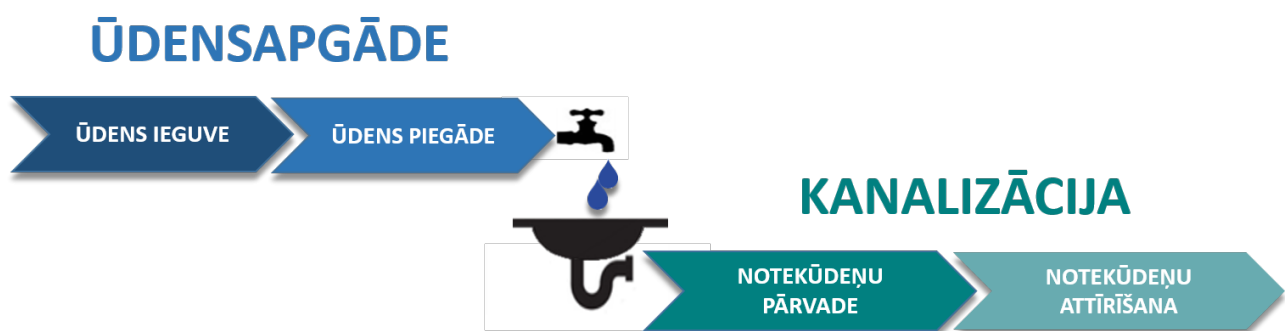 ŪDENSAPGĀDE
ŪDENS IEGUVE
ŪDENS PIEGĀDE
KANALIZĀCIJA
NOTEKŪDEŅU
PĀRVADE
NOTEKŪDEŅU
ATTĪRĪŠANA